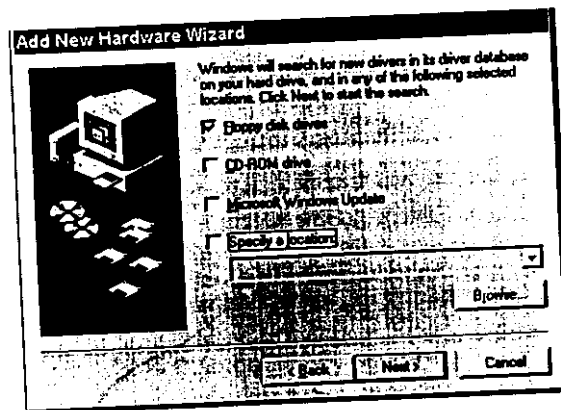 Add New Hardware Wizard
Windows will search for new drivers in its driver database
on your hard drive, and in any of the following selected
locations. Click Next to start the search.
Floppy disk drives
CD-ROM drive
Microsoft Windows Update
Specify a location:
Browse...
< Back
Next >
Cancel